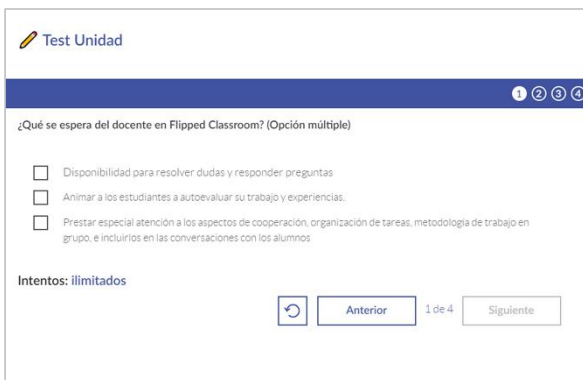 Test Unidad
1 2 3 4
¿Qué se espera del docente en Flipped Classroom? (Opción múltiple)
Disponibilidad para resolver dudas y responder preguntas
Animar a los estudiantes a autoevaluar su trabajo y experiencias.
Prestar especial atención a los aspectos de cooperación, organización de tareas, metodología de trabajo en
grupo, e incluirlos en las conversaciones con los alumnos
Intentos: ilimitados
Anterior 1 de 4 Siguiente